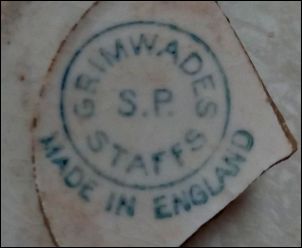 GRIMWADES
S.P.
STAFFS
MADE IN ENGLAND